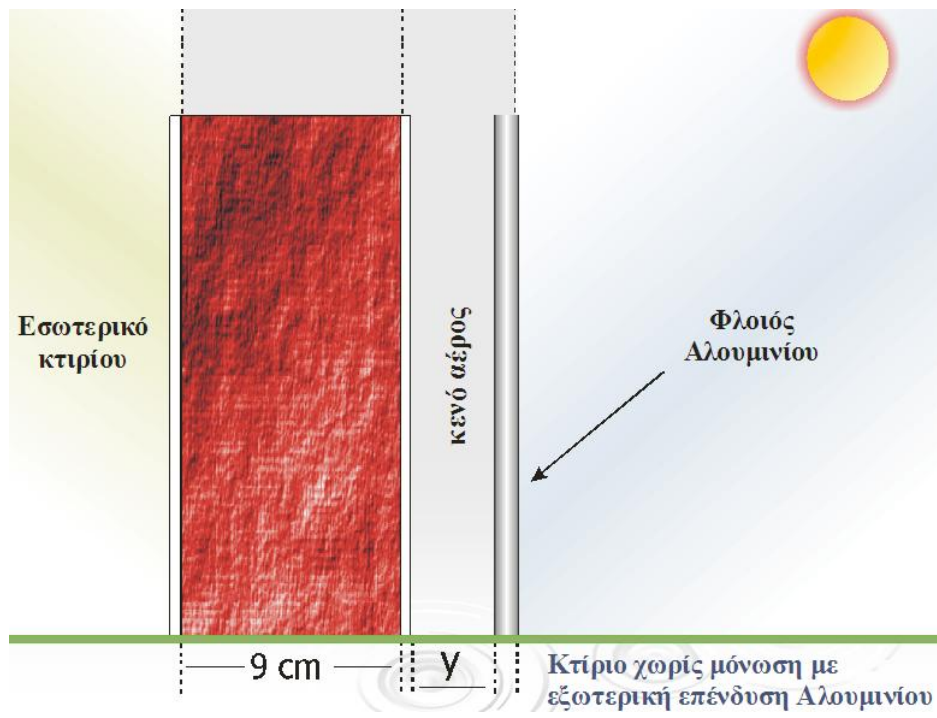 Εσωτερικό
κτιρίου
κενό αέρος
Φλοιός
Αλουμινίου
9 cm
y
Κτίριο χωρίς μόνωση με
εξωτερική επένδυση Αλουμινίου